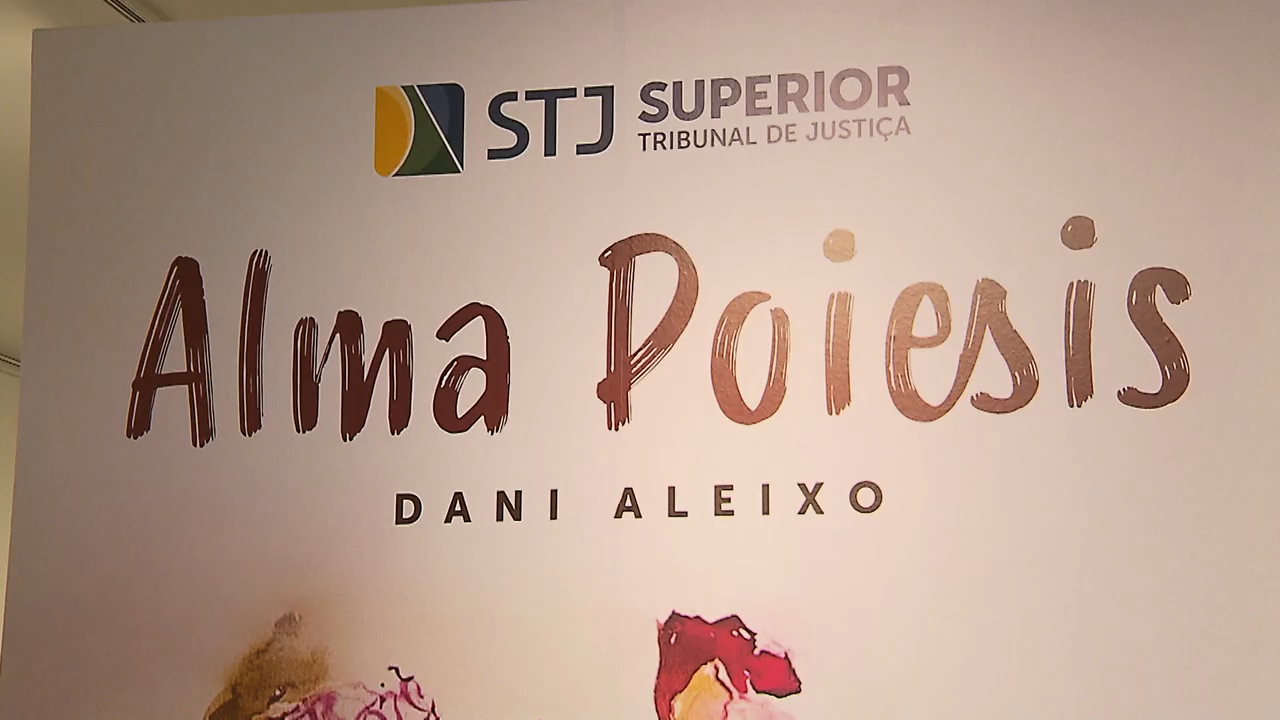 STJ SUPERIOR
TRIBUNAL DE JUSTIÇA
Alma Poiesis
DANI ALEIXO